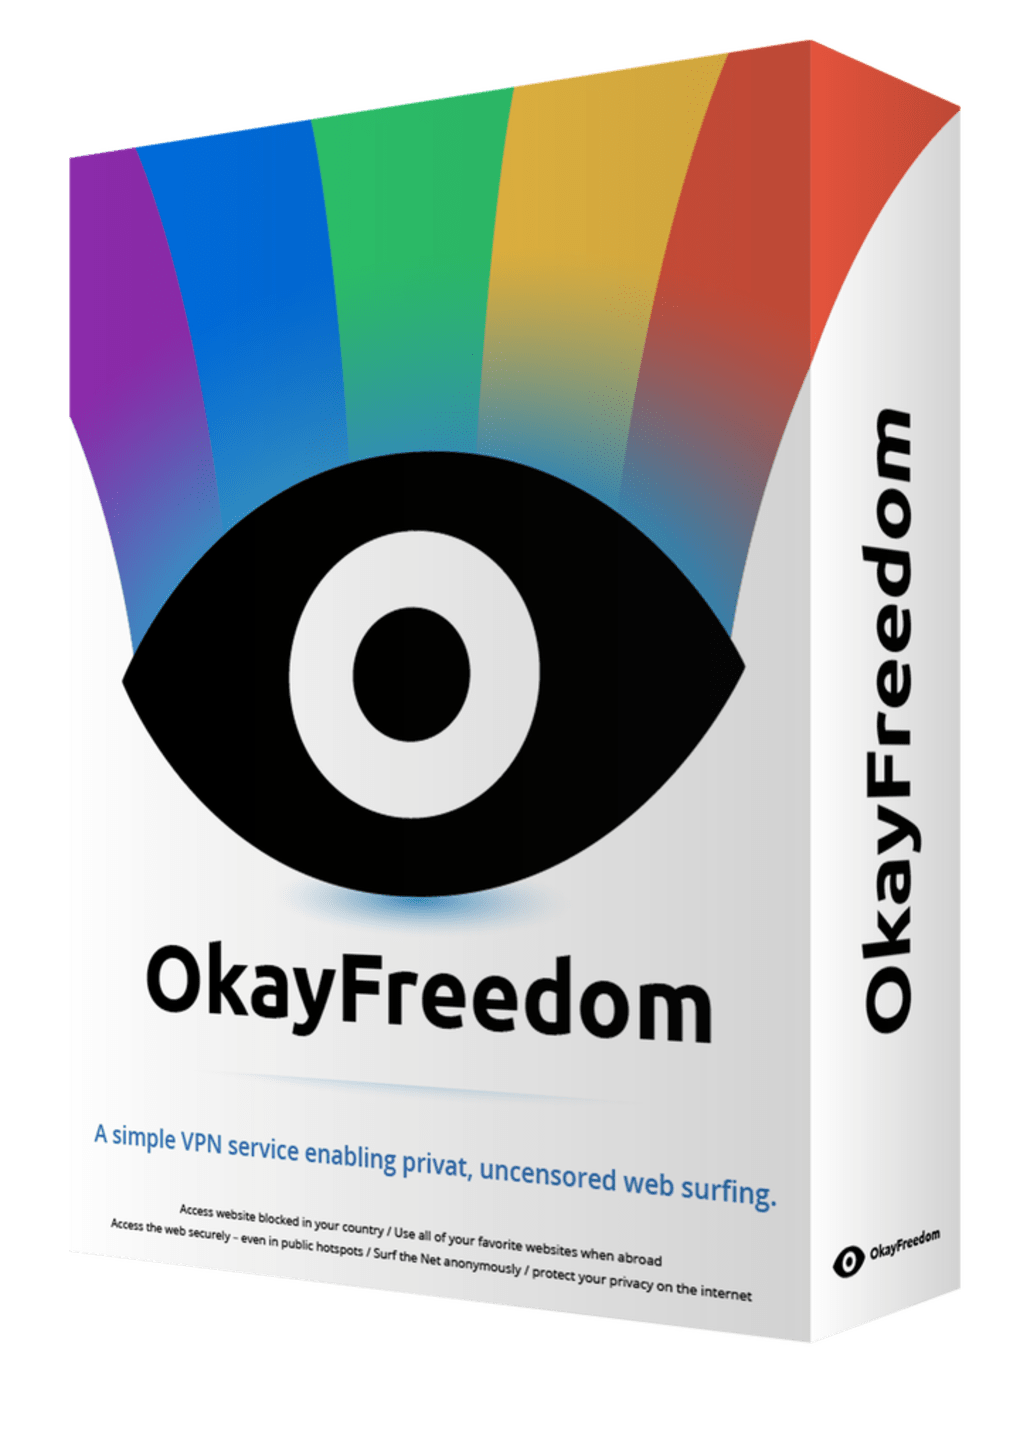 OkayFreedom
A simple VPN service enabling privat, uncensored web surfing.
Access website blocked in your country / Use all of your favorite websites when abroad
Access the web securely – even in public hotspots / Surf the Net anonymously / protect your privacy on the internet
OkayFreedom
OkayFreedom